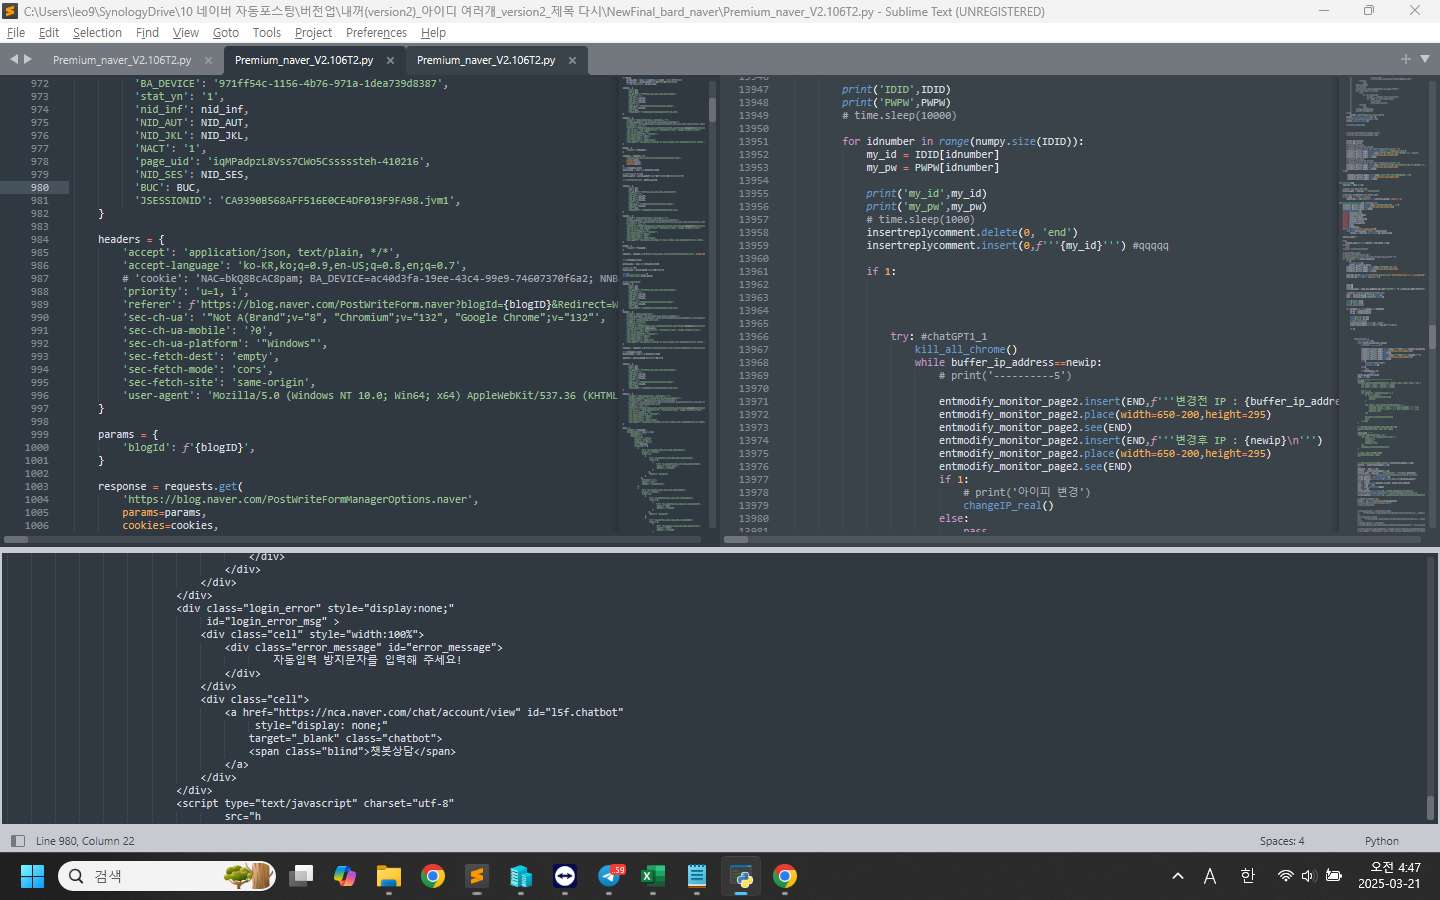 C:\Users\leo9\SynologyDrive\10 네이버 자동포스팅\버전업\내꺼(version2)_아이디 여러개_version2_제목 다시\NewFinal_bard_naver\Premium_naver_V2.106T2.py - Sublime Text (UNREGISTERED)
File Edit Selection Find View Goto Tools Project Preferences Help
Premium_naver_V2.106T2.py × Premium_naver_V2.106T2.py × Premium_naver_V2.106T2.py ×
972 'BA_DEVICE': '971ff54c-1156-4b76-971a-1dea739d8387',
973 'stat_yn': '1',
974 'nid_inf': nid_inf,
975 'NID_AUT': NID_AUT,
976 'NID_JKL': NID_JKL,
977 'NACT': '1',
978 'page_uid': 'iqMPadpzL8Vss7CWo5Csssssteh-410216',
979 'NID_SES': NID_SES,
980 'BUC': BUC,
981 'JSESSIONID': 'CA9390B568AFF516E0CE4DF019F9FA98.jvm1',
982 }
983
984 headers = {
985 'accept': 'application/json, text/plain, */*',
986 'accept-language': 'ko-KR,ko;q=0.9,en-US;q=0.8,en;q=0.7',
987 # 'cookie': 'NAC=bkQ8BcAC8pam; BA_DEVICE=ac40d3fa-19ee-43c4-99e9-74607370f6a2; NNB
988 'priority': 'u=1, i',
989 'referer': f'https://blog.naver.com/PostWriteForm.naver?blogId={blogID}&Redirect=W
990 'sec-ch-ua': '"Not A(Brand";v="8", "Chromium";v="132", "Google Chrome";v="132"',
991 'sec-ch-ua-mobile': '?0',
992 'sec-ch-ua-platform': '"Windows"',
993 'sec-fetch-dest': 'empty',
994 'sec-fetch-mode': 'cors',
995 'sec-fetch-site': 'same-origin',
996 'user-agent': 'Mozilla/5.0 (Windows NT 10.0; Win64; x64) AppleWebKit/537.36 (KHTML
997 }
998
999 params = {
1000 'blogId': f'{blogID}',
1001 }
1002
1003 response = requests.get(
1004 'https://blog.naver.com/PostWriteFormManagerOptions.naver',
1005 params=params,
1006 cookies=cookies,
13946
13947 print('IDID',IDID)
13948 print('PWPW',PWPW)
13949 # time.sleep(10000)
13950
13951 for idnumber in range(numpy.size(IDID)):
13952 my_id = IDID[idnumber]
13953 my_pw = PWPW[idnumber]
13954
13955 print('my_id',my_id)
13956 print('my_pw',my_pw)
13957 # time.sleep(1000)
13958 insertreplycomment.delete(0, 'end')
13959 insertreplycomment.insert(0,f'''{my_id}''') #qqqqq
13960
13961 if 1:
13962
13963
13964
13965
13966 try: #chatGPT1_1
13967 kill_all_chrome()
13968 while buffer_ip_address==newip:
13969 # print('----------5')
13970
13971 entmodify_monitor_page2.insert(END,f'''변경전 IP : {buffer_ip_addre
13972 entmodify_monitor_page2.place(width=650-200,height=295)
13973 entmodify_monitor_page2.see(END)
13974 entmodify_monitor_page2.insert(END,f'''변경후 IP : {newip}\n''')
13975 entmodify_monitor_page2.place(width=650-200,height=295)
13976 entmodify_monitor_page2.see(END)
13977 if 1:
13978 # print('아이피 변경')
13979 changeIP_real()
13980 else:
13981 pass
</div>
</div>
</div>
</div>
<div class="login_error" style="display:none;"
id="login_error_msg" >
<div class="cell" style="width:100%">
<div class="error_message" id="error_message">
자동입력 방지문자를 입력해 주세요!
</div>
</div>
<div class="cell">
<a href="https://nca.naver.com/chat/account/view" id="l5f.chatbot"
style="display: none;"
target="_blank" class="chatbot">
<span class="blind">챗봇상담</span>
</a>
</div>
</div>
<script type="text/javascript" charset="utf-8"
src="h
Line 980, Column 22 Spaces: 4 Python
검색 59 A 한 오전 4:47
2025-03-21